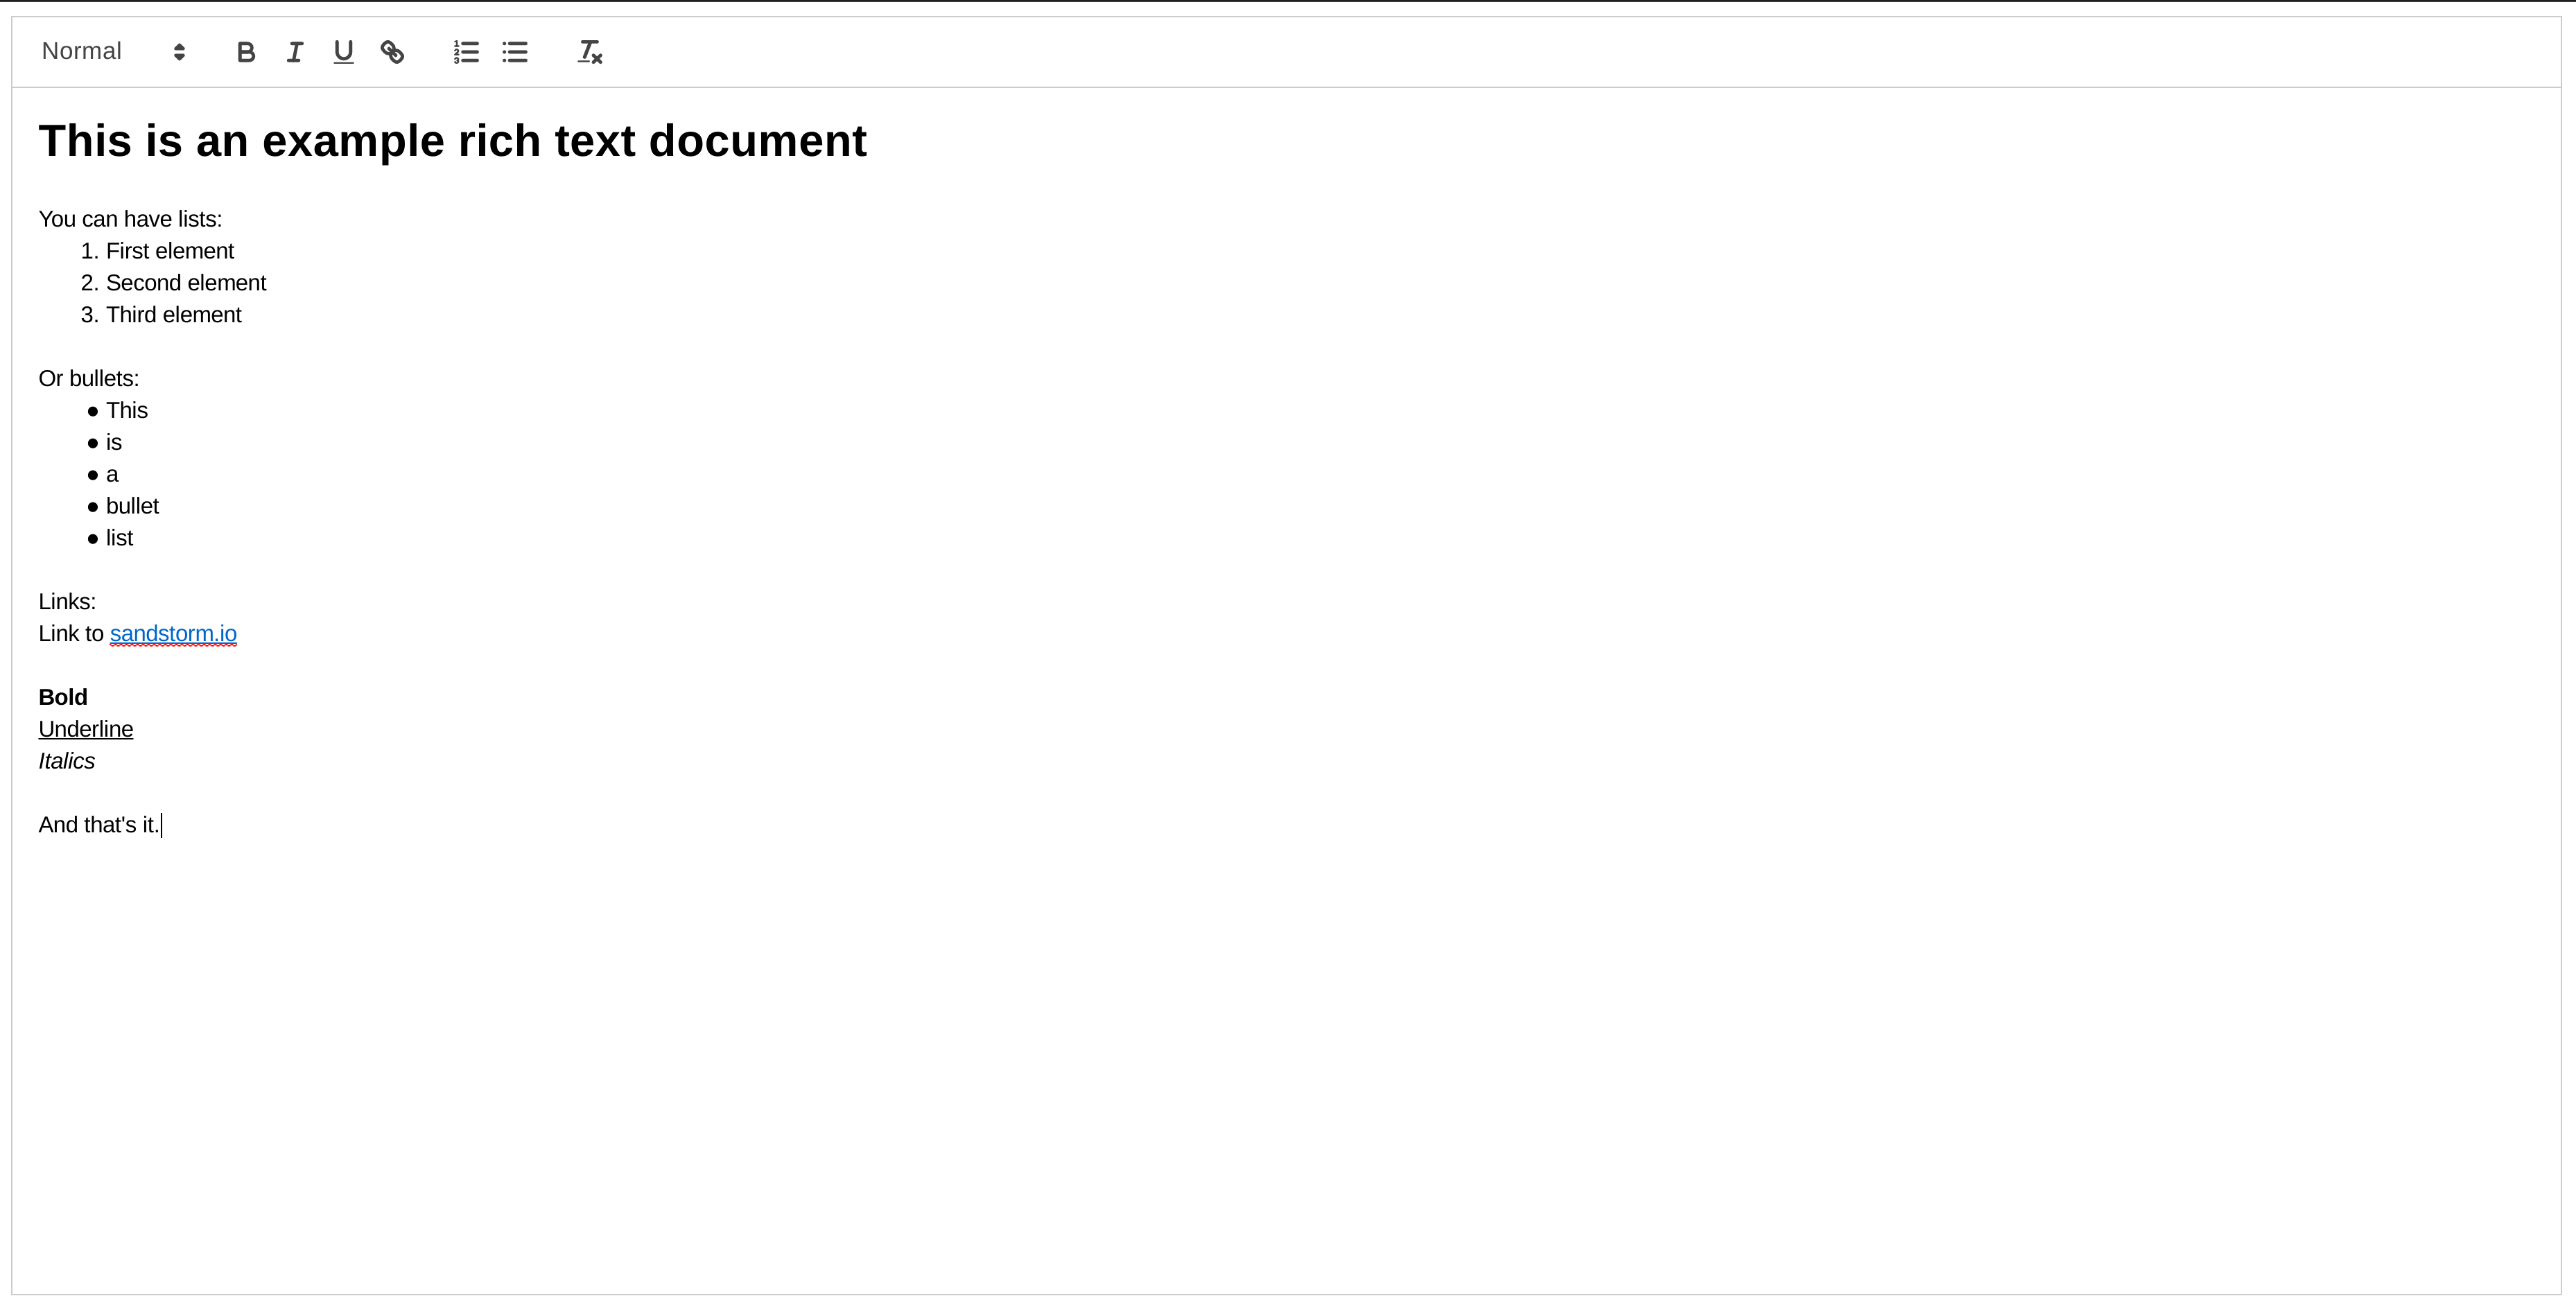 Normal
This is an example rich text document
You can have lists:
1. First element
2. Second element
3. Third element
Or bullets:
● This
● is
● a
● bullet
● list
Links:
Link to sandstorm.io
Bold
Underline
Italics
And that's it.